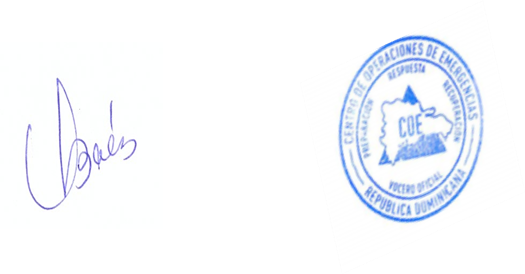 CENTRO DE OPERACIONES DE EMERGENCIAS
RESPUESTA
PREPARACIÓN
RECUPERACIÓN
COE
VOCERO OFICIAL
REPUBLICA DOMINICANA